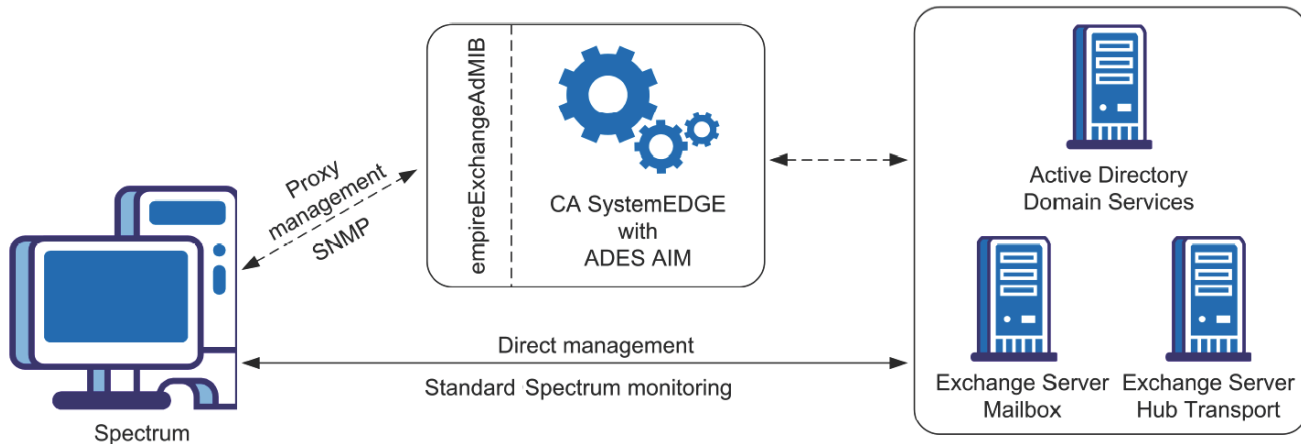 Proxy
management
SNMP
empireExchangeAdMIB
CA SystemEDGE
with
ADES AIM
Active Directory
Domain Services
Exchange Server
Mailbox
Exchange Server
Hub Transport
Direct management
Standard Spectrum monitoring
Spectrum